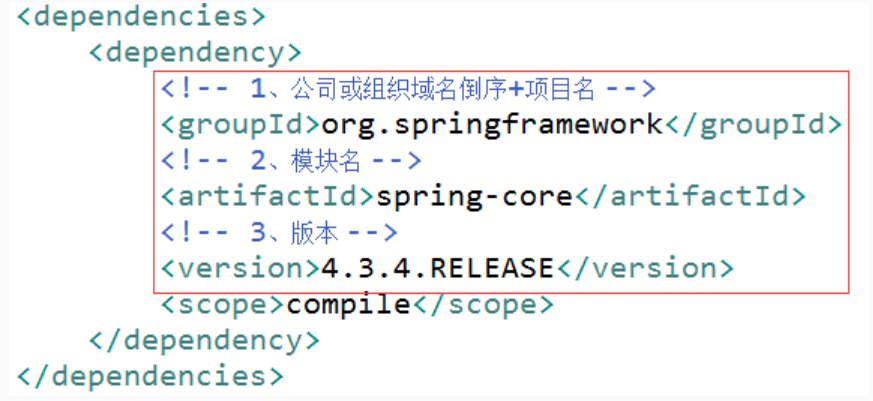 <dependencies>
<dependency>
<!-- 1、公司或组织域名倒序+项目名 -->
<groupId>org.springframework</groupId>
<!-- 2、模块名 -->
<artifactId>spring-core</artifactId>
<!-- 3、版本 -->
<version>4.3.4.RELEASE</version>
<scope>compile</scope>
</dependency>
</dependencies>